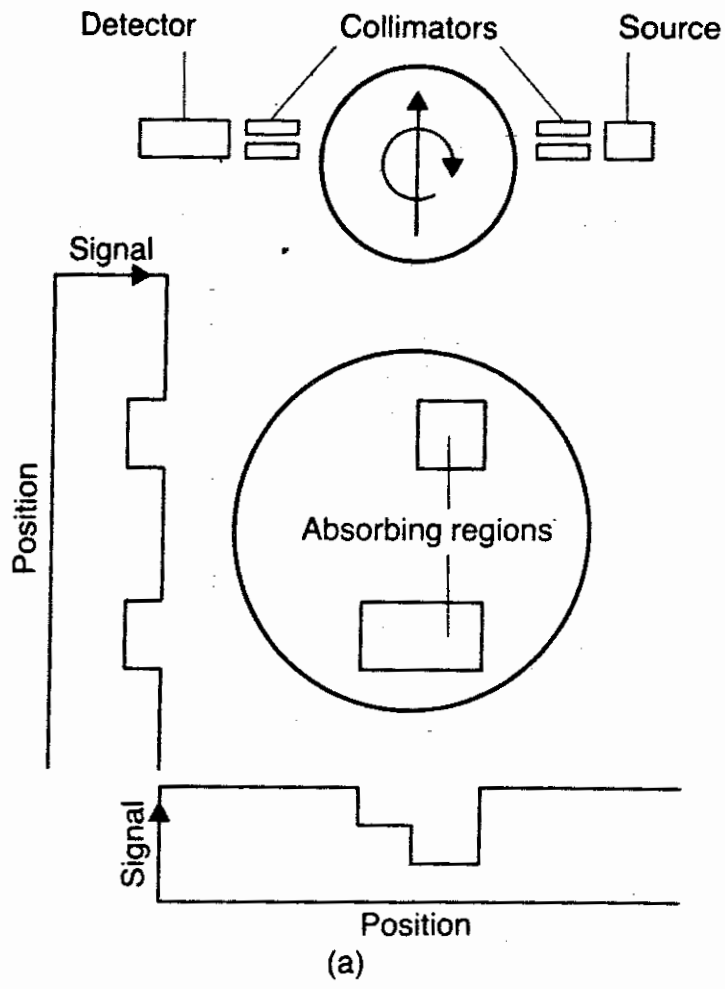 Detector Collimators Source
Signal
Position
Absorbing regions
Signal
Position
(a)